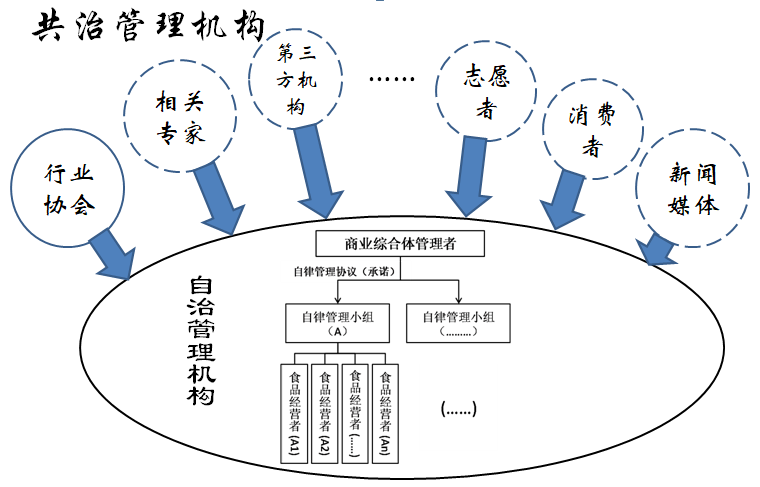 共治管理机构
行业
协会
相关
专家
第三
方机
构
……
志愿
者
消费
者
新闻
媒体
自治管理机构
商业综合体管理者
自律管理协议（承诺）
自律管理小组
（A）
自律管理小组
（………）
食品经营者(A1)
食品经营者(A2)
食品经营者(……)
食品经营者(An)
(……)